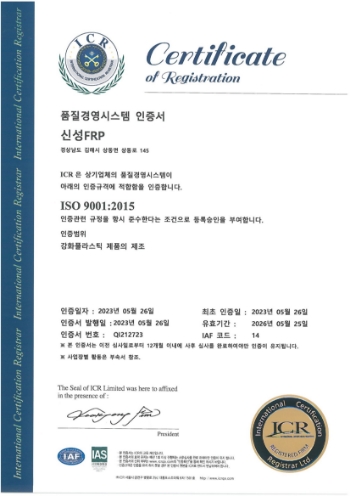 International Certification Registrar
International Certification Registrar
International Certification Registrar
ICR
Certificate
of Registration
품질경영시스템 인증서
신성FRP
경상남도 김해시 상동면 상동로 145
ICR 은 상기업체의 품질경영시스템이
아래의 인증규격에 적합함을 인증합니다.
ISO 9001:2015
인증관련 규정을 항시 준수한다는 조건으로 등록승인을 부여합니다.
인증범위
강화플라스틱 제품의 제조
인증일자 : 2023년 05월 26일
최초 인증일 : 2023년 05월 26일
인증서 발행일 : 2023년 05월 26일
유효기간 : 2026년 05월 25일
인증서 번호 : QI212723
IAF 코드 : 14
※ 본 인증서는 이전 심사일로부터 12개월 이내에 사후 심사를 완료하여야만 인증이 유지됩니다.
※ 사업장별 활동은 부속서 참조.
The Seal of ICR Limited was here to affixed
in the presence of :
President
IAF
IAS
International Certification
ICR
REGISTERED FIRM
Registrar Ltd